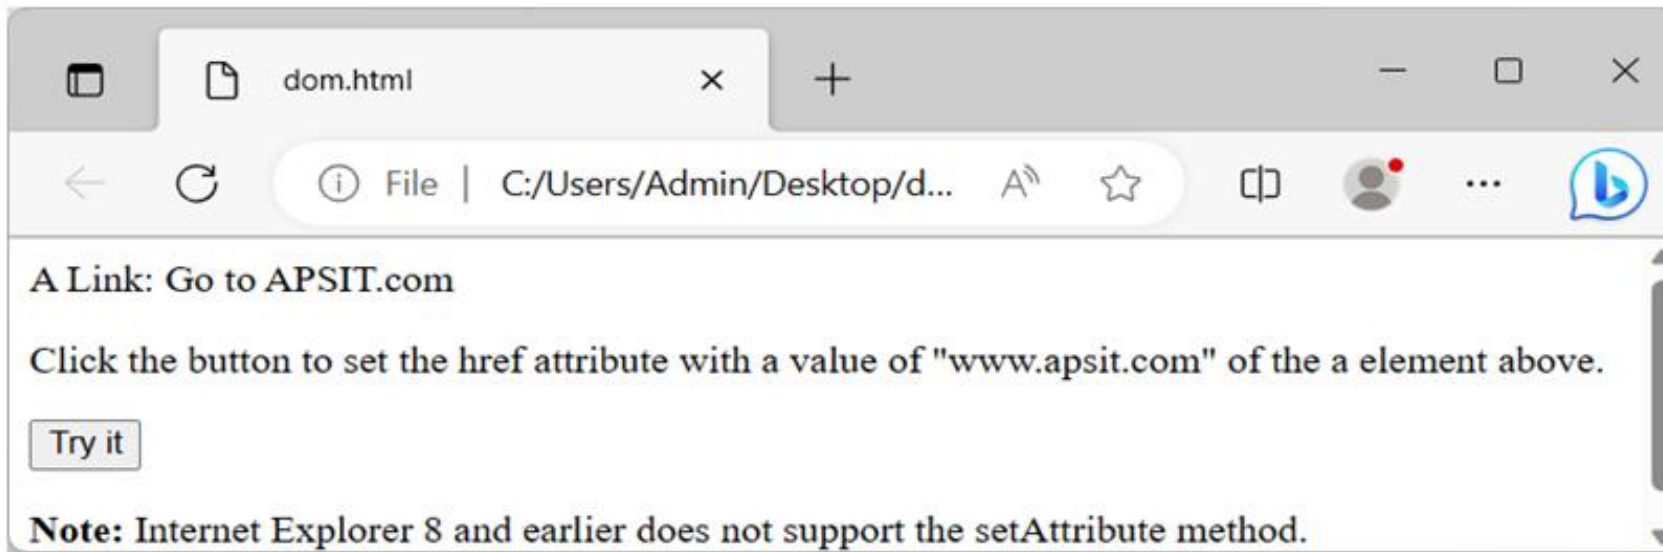 dom.html
File | C:/Users/Admin/Desktop/d...
A Link: Go to APSIT.com
Click the button to set the href attribute with a value of "www.apsit.com" of the a element above.
Try it
Note: Internet Explorer 8 and earlier does not support the setAttribute method.